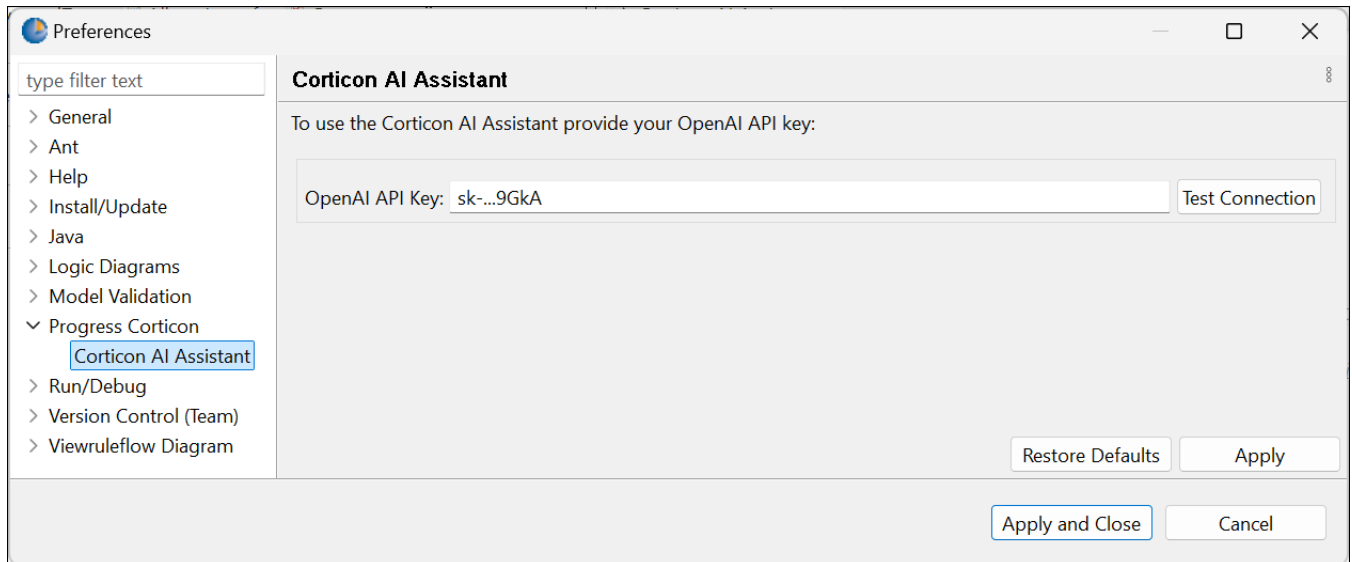 Preferences
type filter text
General
Ant
Help
Install/Update
Java
Logic Diagrams
Model Validation
Progress Corticon
Corticon AI Assistant
Run/Debug
Version Control (Team)
Viewruleflow Diagram
Corticon AI Assistant
To use the Corticon AI Assistant provide your OpenAI API key:
OpenAI API Key: sk-...9GkA Test Connection
Restore Defaults Apply
Apply and Close Cancel